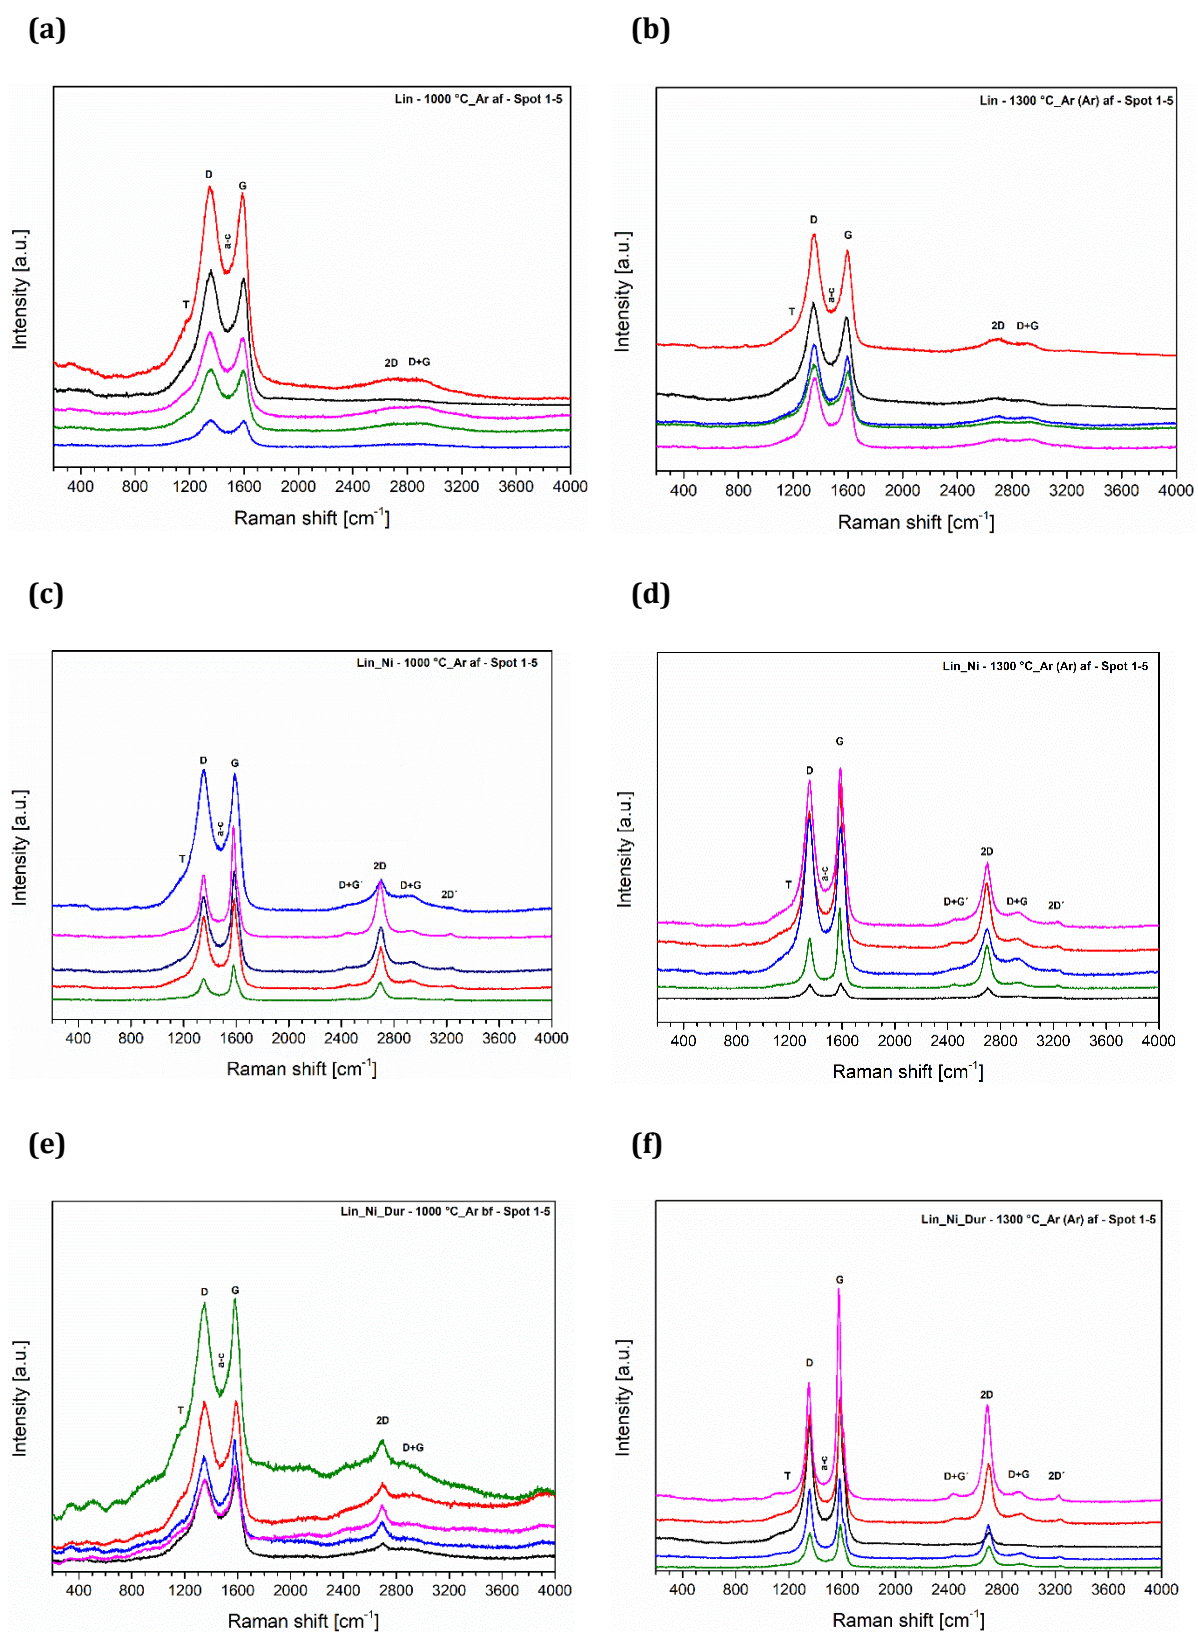 (a)
(b)
Lin - 1000 °C_Ar af - Spot 1-5
D
G
a-c
T
2D D+G
Intensity [a.u.]
400 800 1200 1600 2000 2400 2800 3200 3600 4000
Raman shift [cm⁻¹]
Lin - 1300 °C_Ar (Ar) af - Spot 1-5
D
G
a-c
T
2D D+G
Intensity [a.u.]
400 800 1200 1600 2000 2400 2800 3200 3600 4000
Raman shift [cm⁻¹]
(c)
(d)
Lin_Ni - 1000 °C_Ar af - Spot 1-5
D G
a-c
T
D+G´ 2D D+G 2D´
Intensity [a.u.]
400 800 1200 1600 2000 2400 2800 3200 3600 4000
Raman shift [cm⁻¹]
Lin_Ni - 1300 °C_Ar (Ar) af - Spot 1-5
G
D
a-c
T
2D
D+G´ D+G 2D´
Intensity [a.u.]
400 800 1200 1600 2000 2400 2800 3200 3600 4000
Raman shift [cm⁻¹]
(e)
(f)
Lin_Ni_Dur - 1000 °C_Ar bf - Spot 1-5
D G
a-c
T
2D
D+G
Intensity [a.u.]
400 800 1200 1600 2000 2400 2800 3200 3600 4000
Raman shift [cm⁻¹]
Lin_Ni_Dur - 1300 °C_Ar (Ar) af - Spot 1-5
G
D
a-c
T
2D
D+G´ D+G 2D´
Intensity [a.u.]
400 800 1200 1600 2000 2400 2800 3200 3600 4000
Raman shift [cm⁻¹]